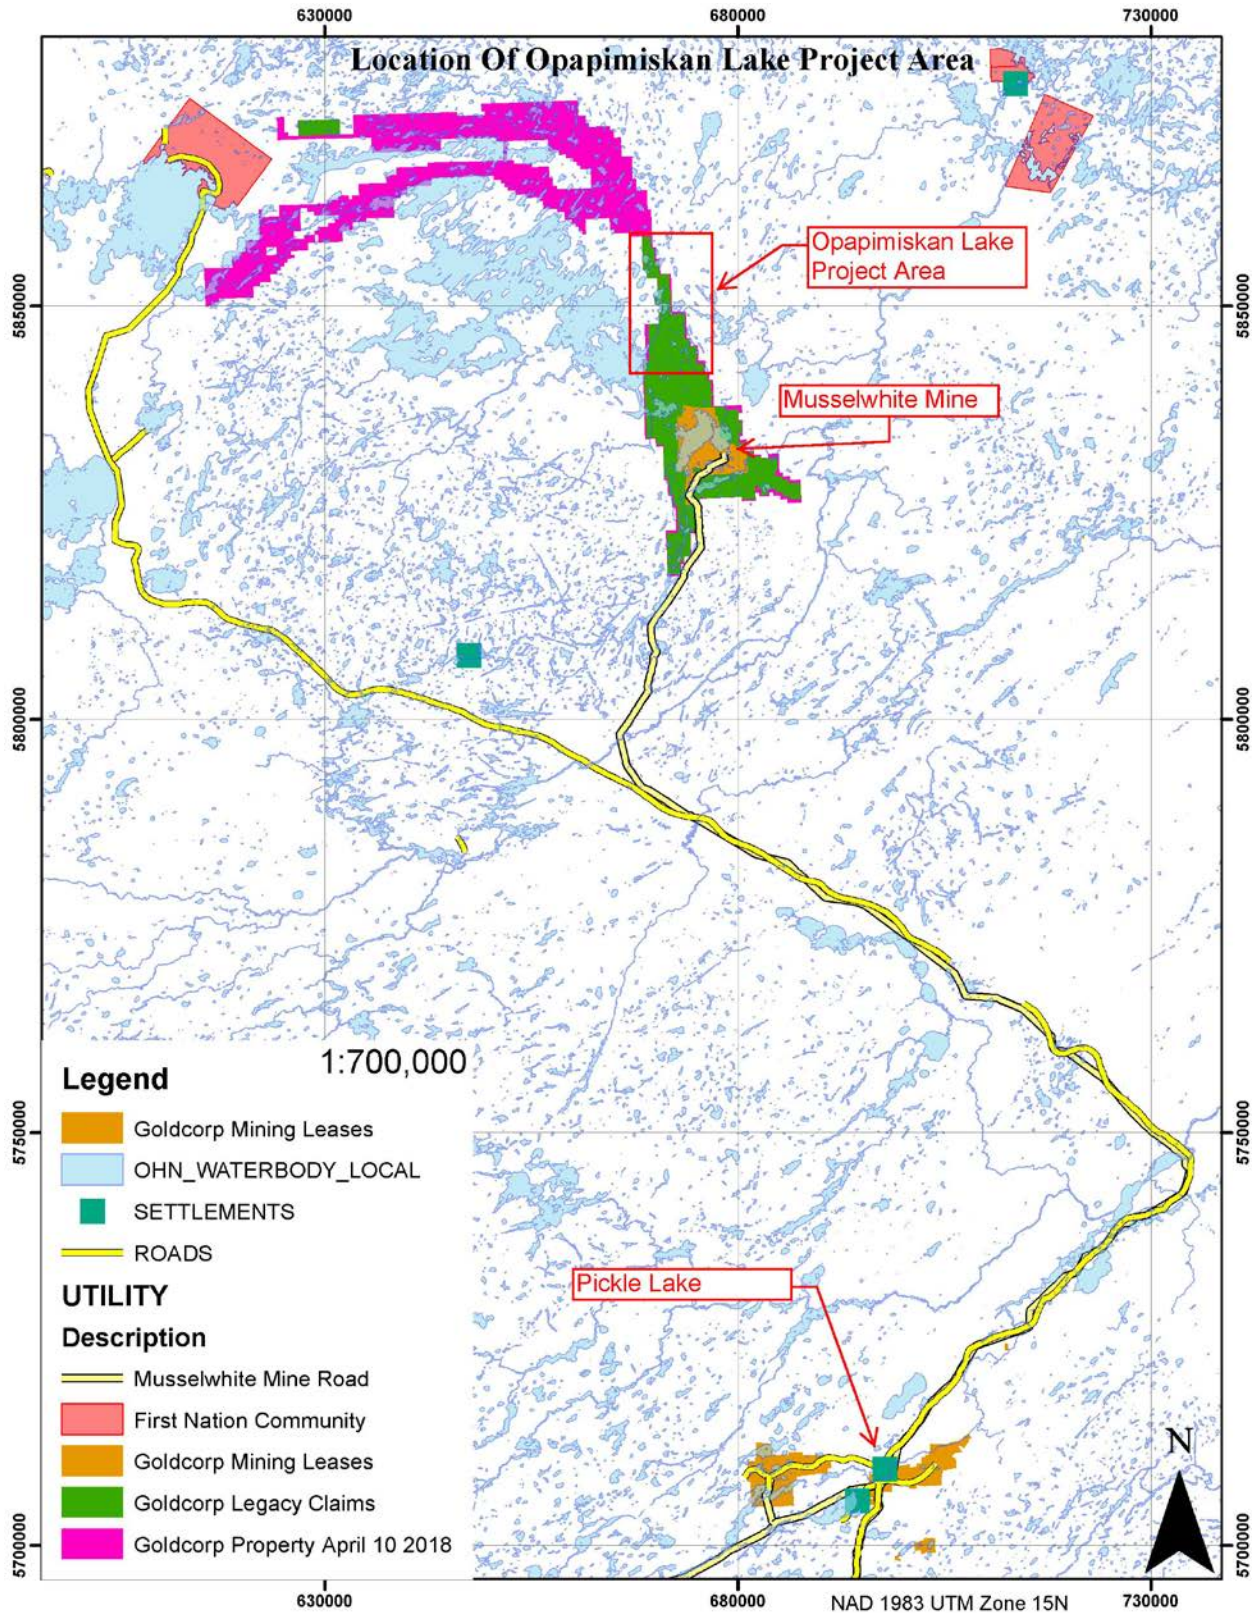 630000
680000
730000
Location Of Opapimiskan Lake Project Area
Opapimiskan Lake
Project Area
5850000
5850000
Musselwhite Mine
5800000
5800000
1:700,000
Legend
Goldcorp Mining Leases
OHN_WATERBODY_LOCAL
SETTLEMENTS
ROADS
UTILITY
Description
Musselwhite Mine Road
First Nation Community
Goldcorp Mining Leases
Goldcorp Legacy Claims
Goldcorp Property April 10 2018
5750000
5750000
Pickle Lake
N
5700000
5700000
630000
680000
730000
NAD 1983 UTM Zone 15N